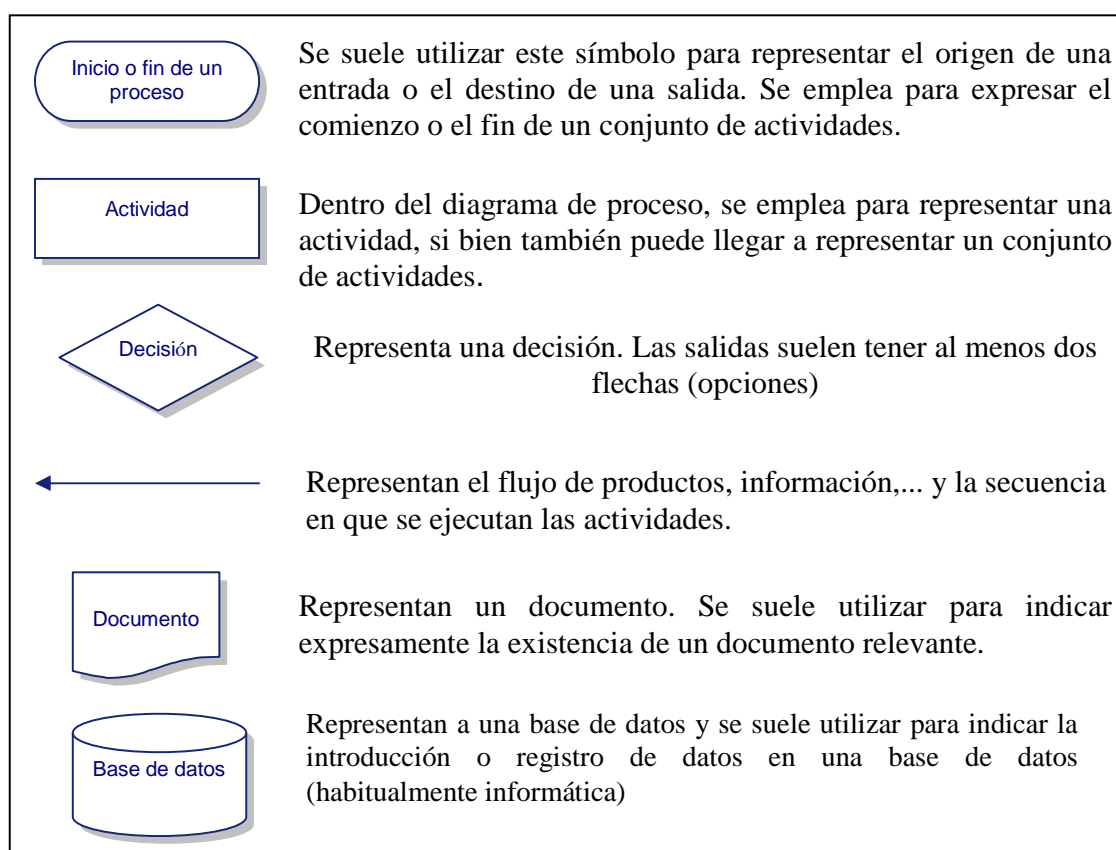 Inicio o fin de un
proceso
Se suele utilizar este símbolo para representar el origen de una
entrada o el destino de una salida. Se emplea para expresar el
comienzo o el fin de un conjunto de actividades.
Actividad
Dentro del diagrama de proceso, se emplea para representar una
actividad, si bien también puede llegar a representar un conjunto
de actividades.
Decisión
Representa una decisión. Las salidas suelen tener al menos dos
flechas (opciones)
Representan el flujo de productos, información,... y la secuencia
en que se ejecutan las actividades.
Documento
Representan un documento. Se suele utilizar para indicar
expresamente la existencia de un documento relevante.
Base de datos
Representan a una base de datos y se suele utilizar para indicar la
introducción o registro de datos en una base de datos
(habitualmente informática)